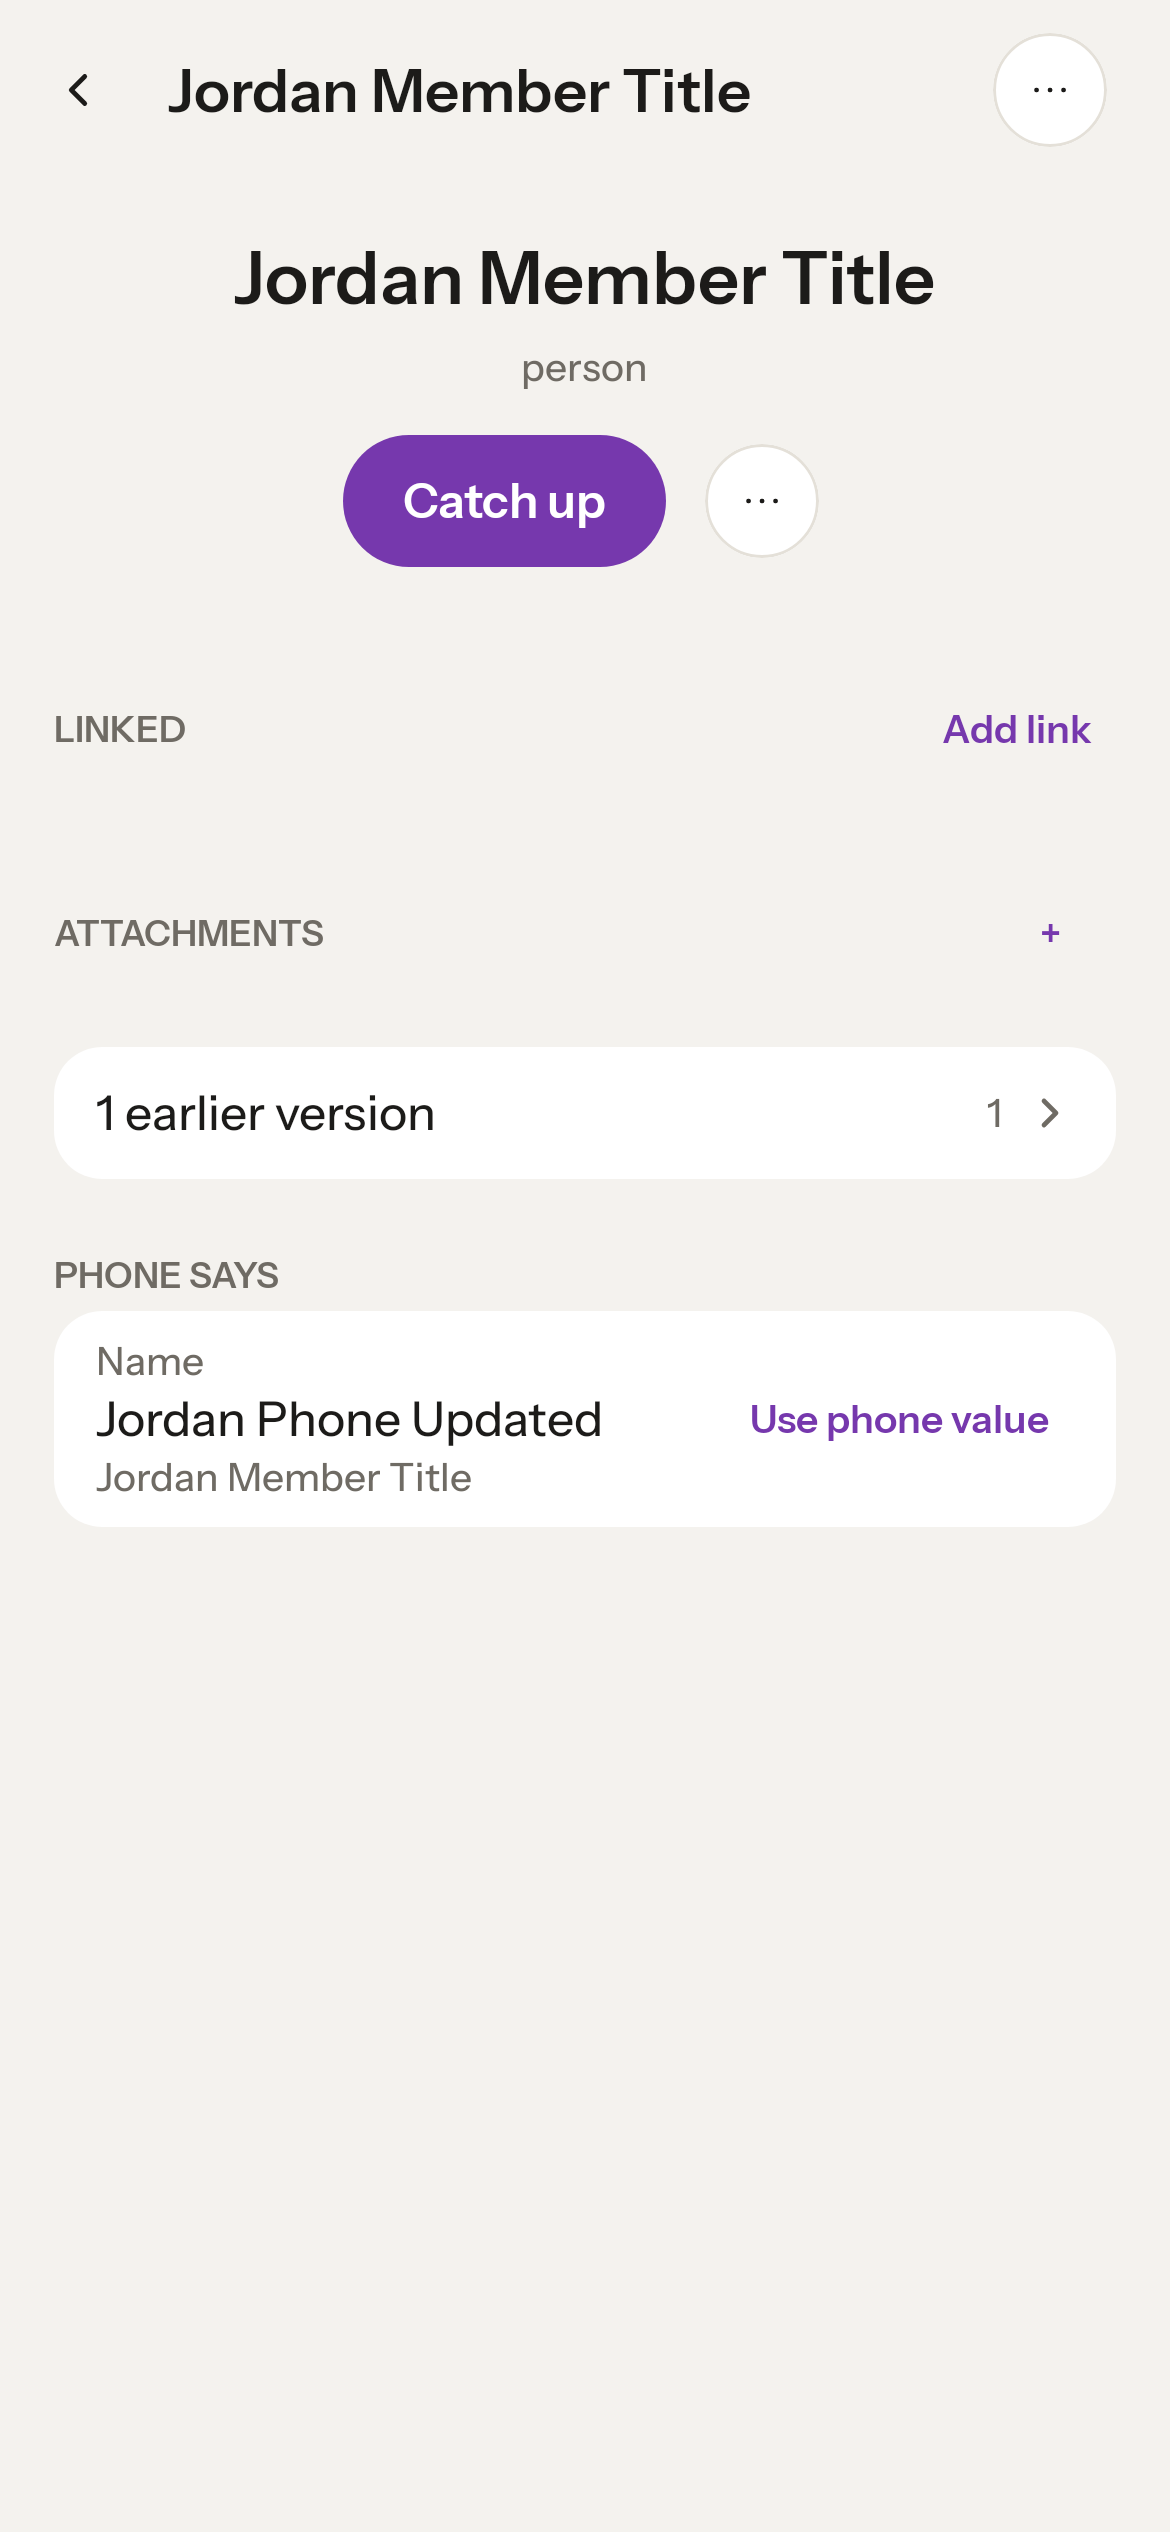 Jordan Member Title
...
Jordan Member Title
person
Catch up
...
LINKED
Add link
ATTACHMENTS
+
1 earlier version
1
PHONE SAYS
Name
Jordan Phone Updated
Use phone value
Jordan Member Title